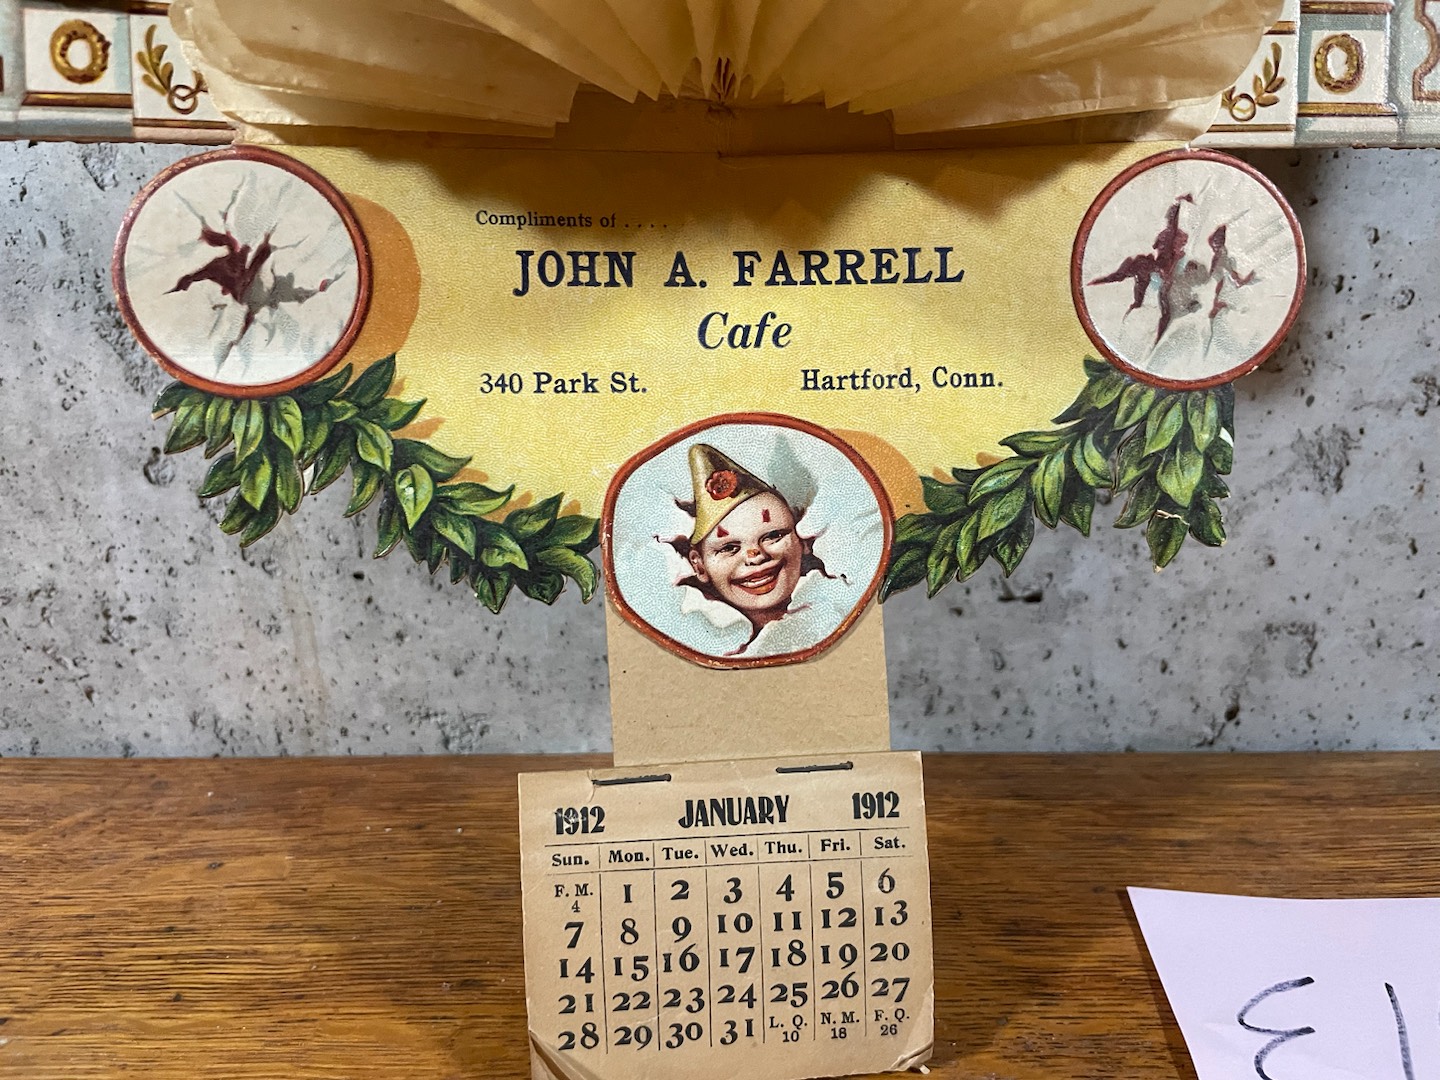 Compliments of . . . .
JOHN A. FARRELL
Cafe
340 Park St. Hartford, Conn.
1912 JANUARY 1912
Sun. Mon. Tue. Wed. Thu. Fri. Sat.
F. M. 4 1 2 3 4 5 6
7 8 9 10 11 12 13
14 15 16 17 18 19 20
21 22 23 24 25 26 27
28 29 30 31 L. Q. 10 N. M. 18 F. Q. 26